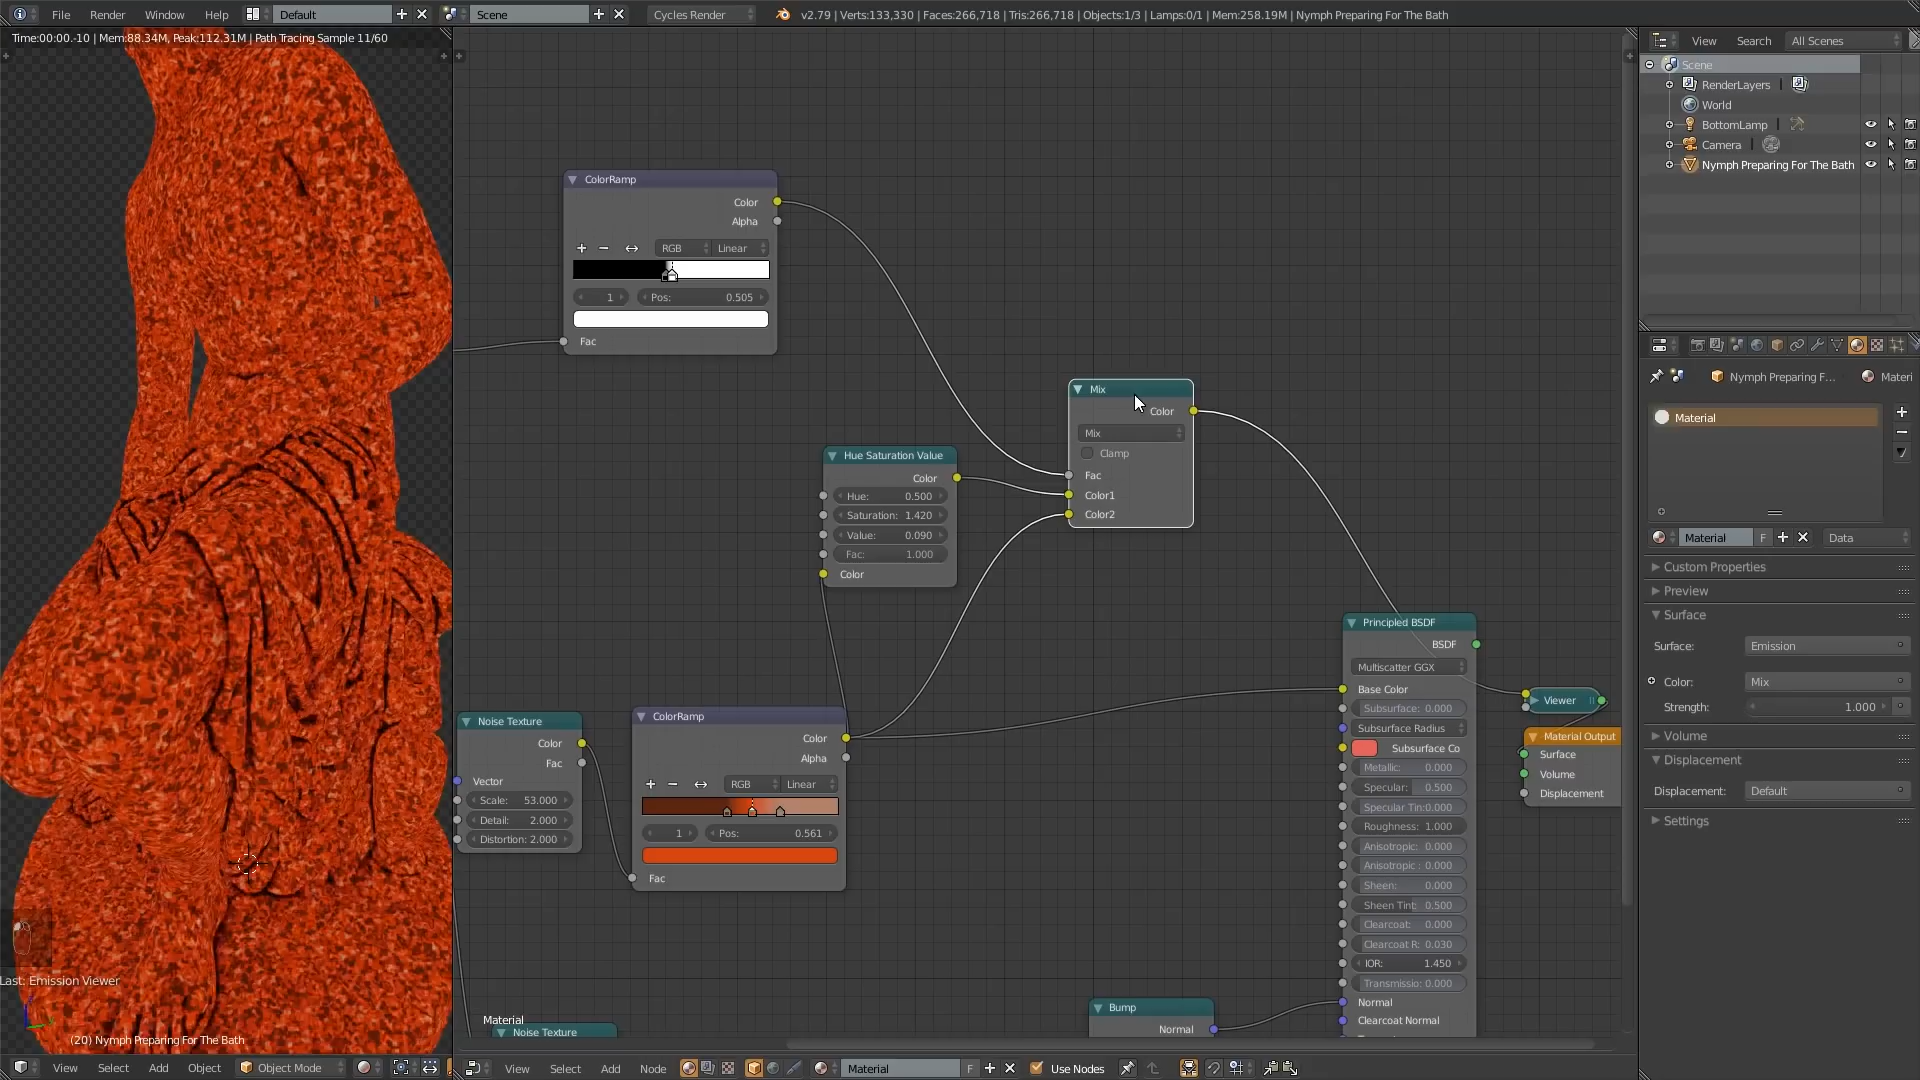 File Render Window Help Default Scene Cycles Render v2.79 | Verts:133,330 | Faces:266,718 | Tris:266,718 | Objects:1/3 | Lamps:0/1 | Mem:258.19M | Nymph Preparing For The Bath
Time:00:00.-10 | Mem:88.34M, Peak:112.31M | Path Tracing Sample 11/60
ColorRamp
Color
Alpha
RGB Linear
1 Pos: 0.505
Fac
Mix
Color
Mix
Clamp
Fac
Color1
Color2
Hue Saturation Value
Color
Hue: 0.500
Saturation: 1.420
Value: 0.090
Fac: 1.000
Color
Noise Texture
Color
Fac
Vector
Scale: 53.000
Detail: 2.000
Distortion: 2.000
ColorRamp
Color
Alpha
RGB Linear
1 Pos: 0.561
Fac
Principled BSDF
BSDF
Multiscatter GGX
Base Color
Subsurface: 0.000
Subsurface Radius
Subsurface Co
Metallic: 0.000
Specular: 0.500
Specular Tin:0.000
Roughness: 1.000
Anisotropic: 0.000
Anisotropic : 0.000
Sheen: 0.000
Sheen Tint: 0.500
Clearcoat: 0.000
Clearcoat R: 0.030
IOR: 1.450
Transmissio: 0.000
Normal
Clearcoat Normal
Viewer
Material Output
Surface
Volume
Displacement
Bump
Normal
Material
Noise Texture
Last: Emission Viewer
(20) Nymph Preparing For The Bath
View Select Add Object Object Mode
View Select Add Node Material F Use Nodes
View Search All Scenes
Scene
RenderLayers
World
BottomLamp
Camera
Nymph Preparing For The Bath
Nymph Preparing F... Materi
Material
Material F Data
Custom Properties
Preview
Surface
Surface: Emission
Color: Mix
Strength: 1.000
Volume
Displacement
Displacement: Default
Settings